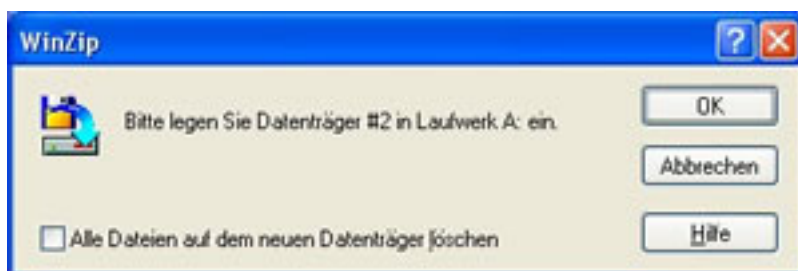 WinZip
Bitte legen Sie Datenträger #2 in Laufwerk A: ein.
OK
Abbrechen
Alle Dateien auf dem neuen Datenträger löschen
Hilfe